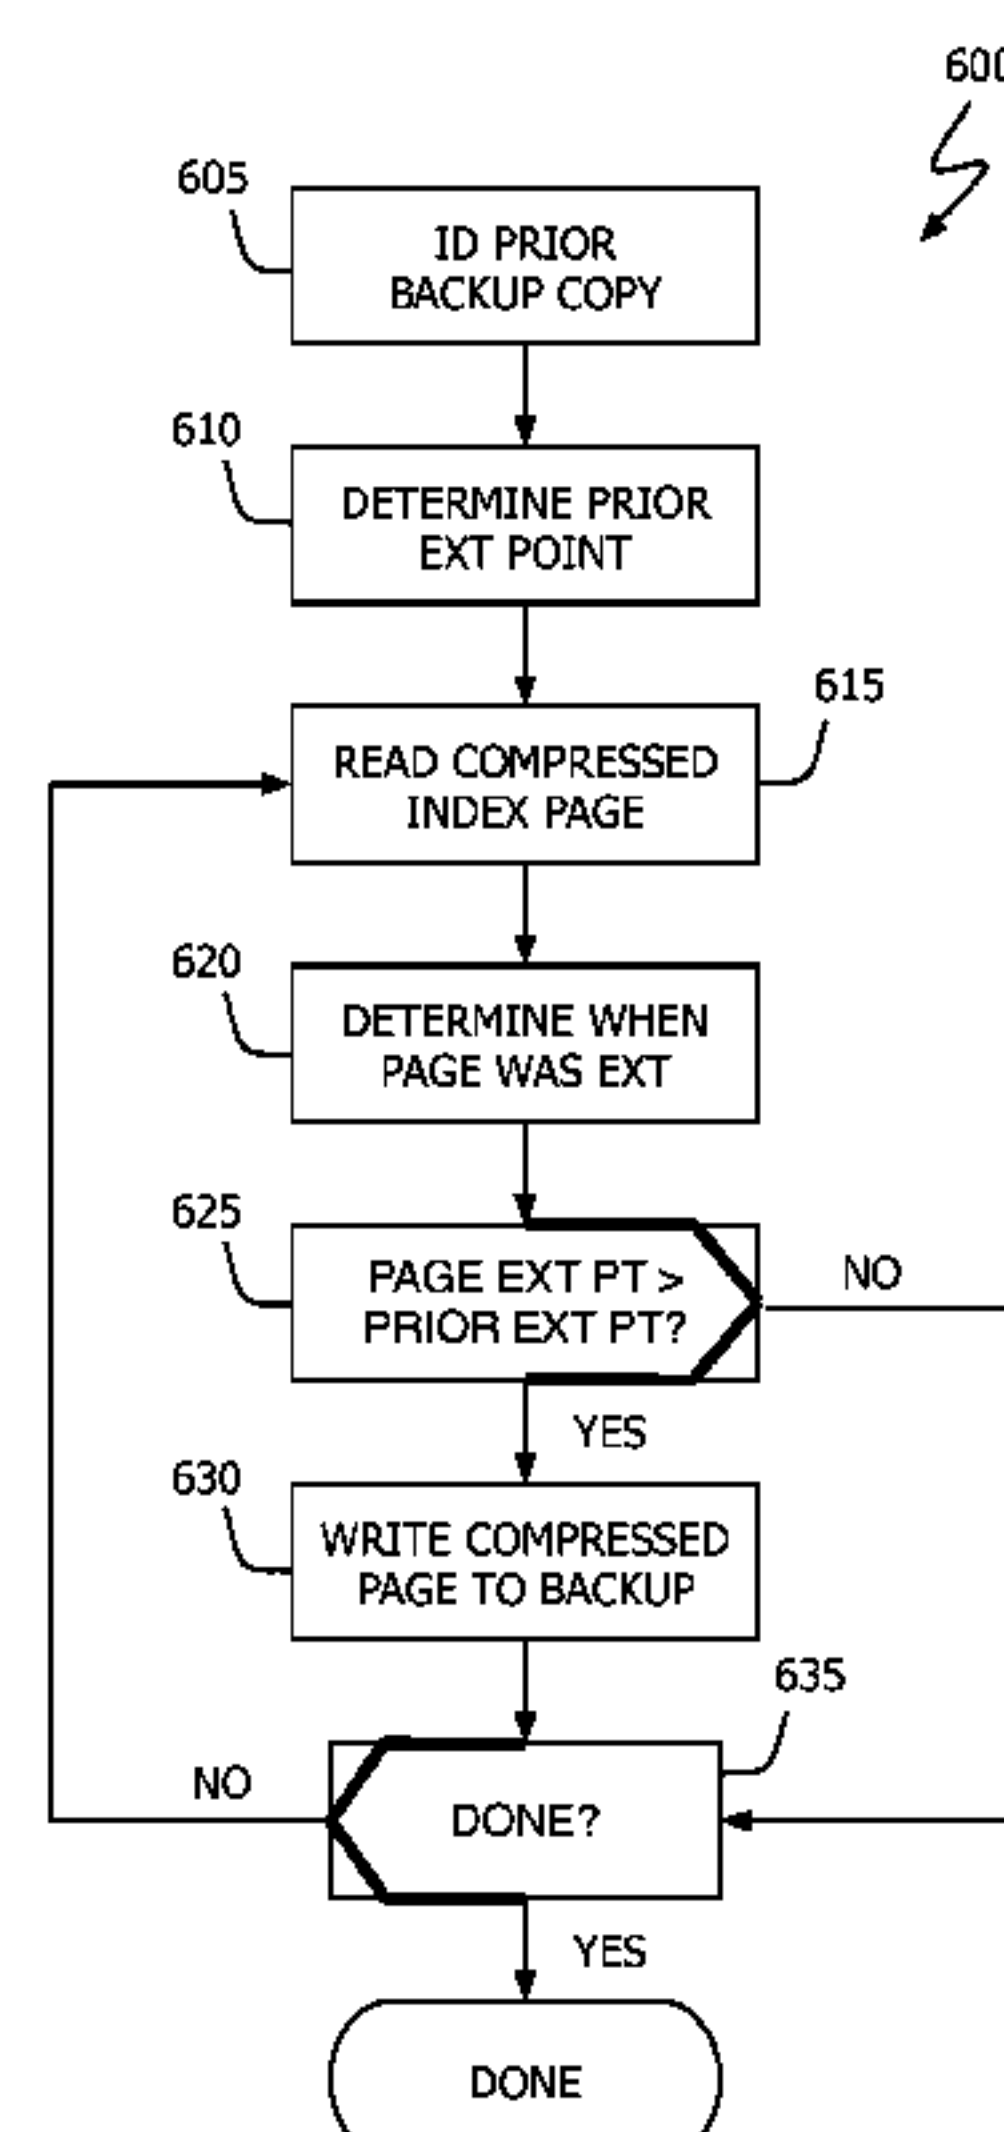 600
605
ID PRIOR
BACKUP COPY
610
DETERMINE PRIOR
EXT POINT
615
READ COMPRESSED
INDEX PAGE
620
DETERMINE WHEN
PAGE WAS EXT
625
PAGE EXT PT >
PRIOR EXT PT?
NO
YES
630
WRITE COMPRESSED
PAGE TO BACKUP
635
NO
DONE?
YES
DONE